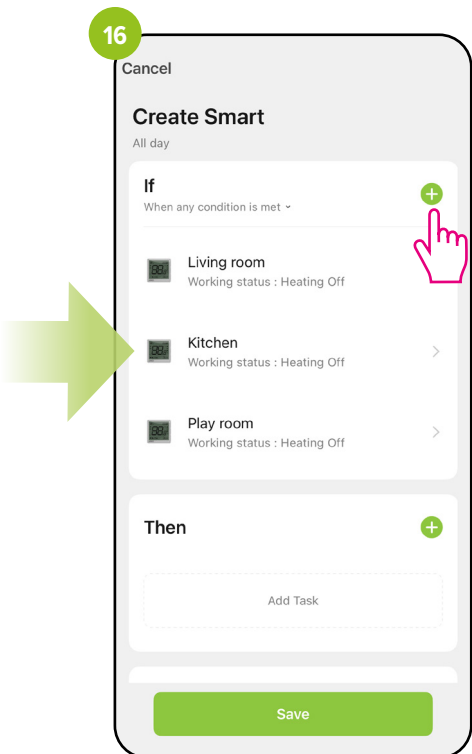 16
Cancel
Create Smart
All day
If
When any condition is met
Living room
Working status : Heating Off
Kitchen
Working status : Heating Off
Play room
Working status : Heating Off
Then
Add Task
Save